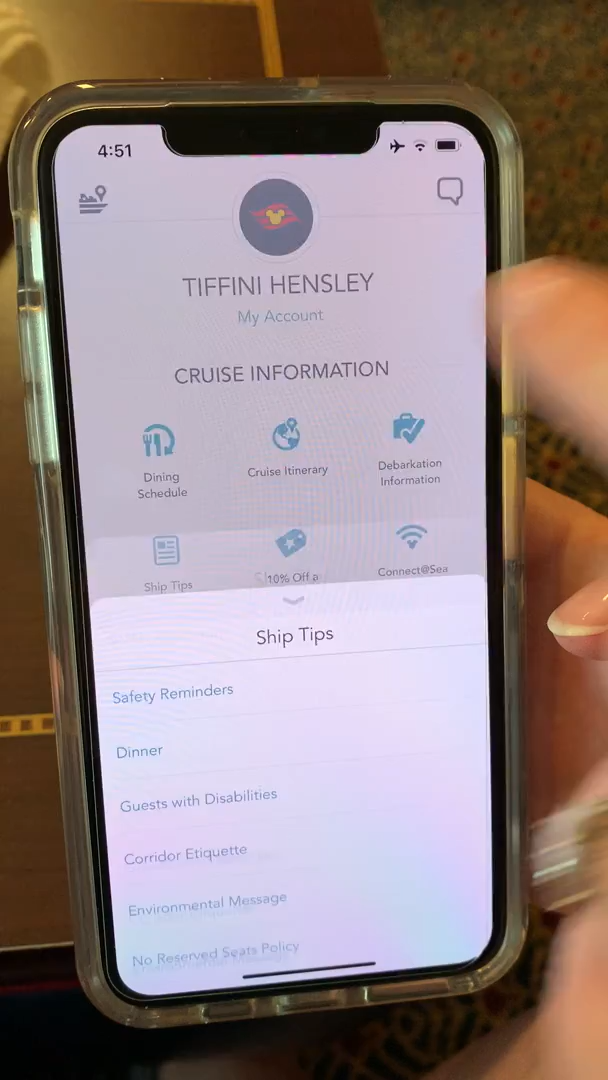 4:51
TIFFINI HENSLEY
My Account
CRUISE INFORMATION
Dining
Schedule
Cruise Itinerary
Debarkation
Information
Ship Tips
10% Off a
Connect@Sea
Ship Tips
Safety Reminders
Dinner
Guests with Disabilities
Corridor Etiquette
Environmental Message
No Reserved Seats Policy